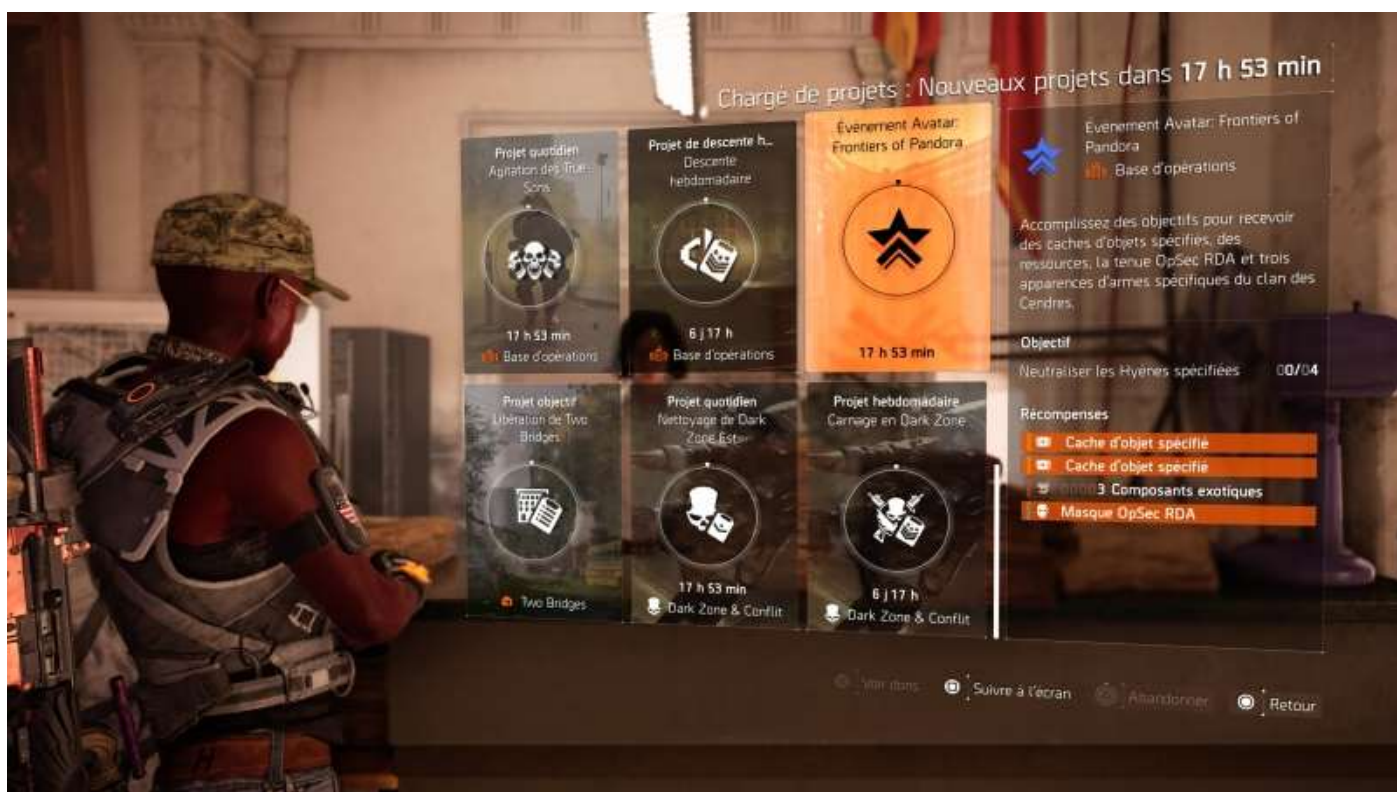 Chargé de projets : Nouveaux projets dans 17 h 53 min
Projet quotidien
Agitation des True
Sons
17 h 53 min
Base d'opérations
Projet de descente h...
Descente
hebdomadaire
6 j 17 h
Base d'opérations
Événement Avatar:
Frontiers of Pandora
17 h 53 min
Projet objectif
Libération de Two
Bridges
Two Bridges
Projet quotidien
Nettoyage de Dark
Zone Est
17 h 53 min
Dark Zone & Conflit
Projet hebdomadaire
Carnage en Dark Zone
6 j 17 h
Dark Zone & Conflit
Événement Avatar: Frontiers of
Pandora
Base d'opérations
Accomplissez des objectifs pour recevoir
des caches d'objets spécifiés, des
ressources, la tenue OpSec RDA et trois
apparences d'armes spécifiques du clan des
Cendres.
Objectif
Neutraliser les Hyènes spécifiées 00/04
Récompenses
Cache d'objet spécifié
Cache d'objet spécifié
00003 Composants exotiques
Masque OpSec RDA
Voir dons
Suivre à l'écran
Abandonner
Retour